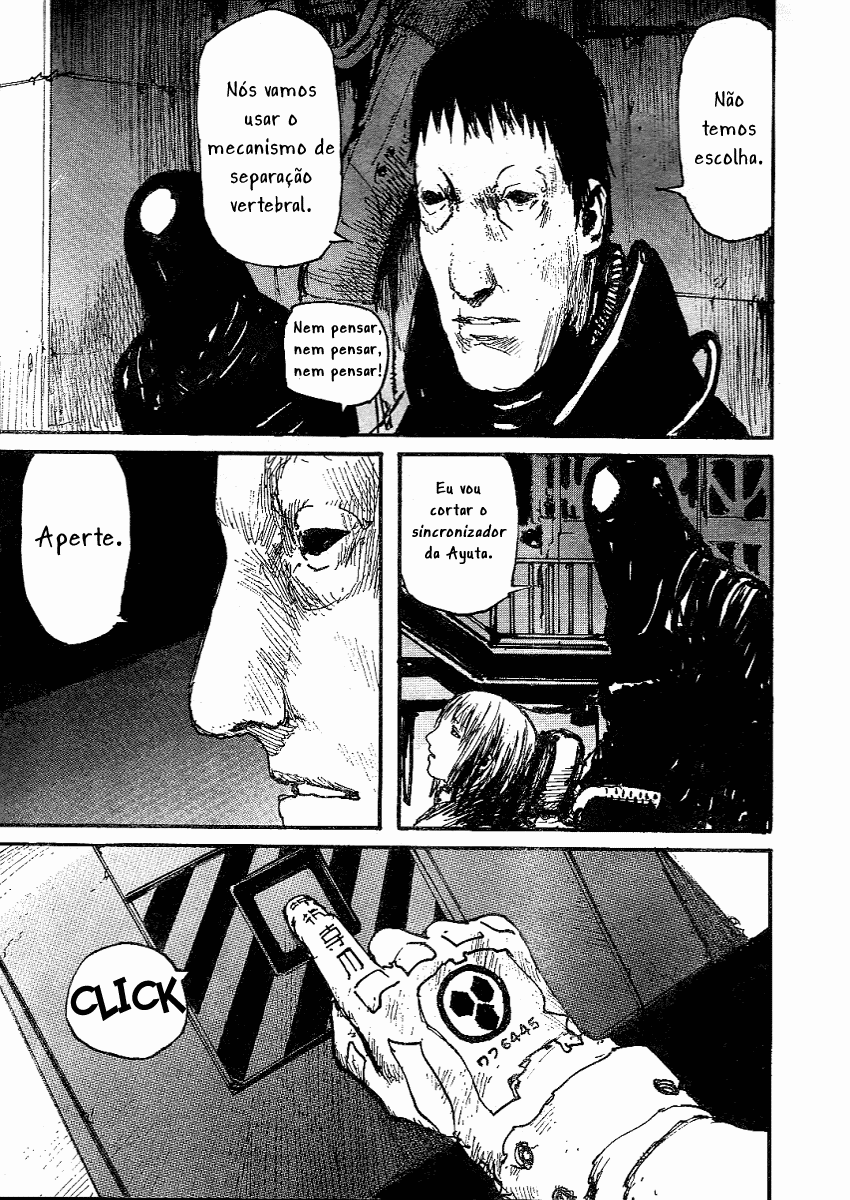 Não
temos
escolha.
Nós vamos
usar o
mecanismo de
separação
vertebral.
Nem pensar,
nem pensar,
nem pensar!
Eu vou
cortar o
sincronizador
da Ayuta.
Aperte.
CLICK
776445